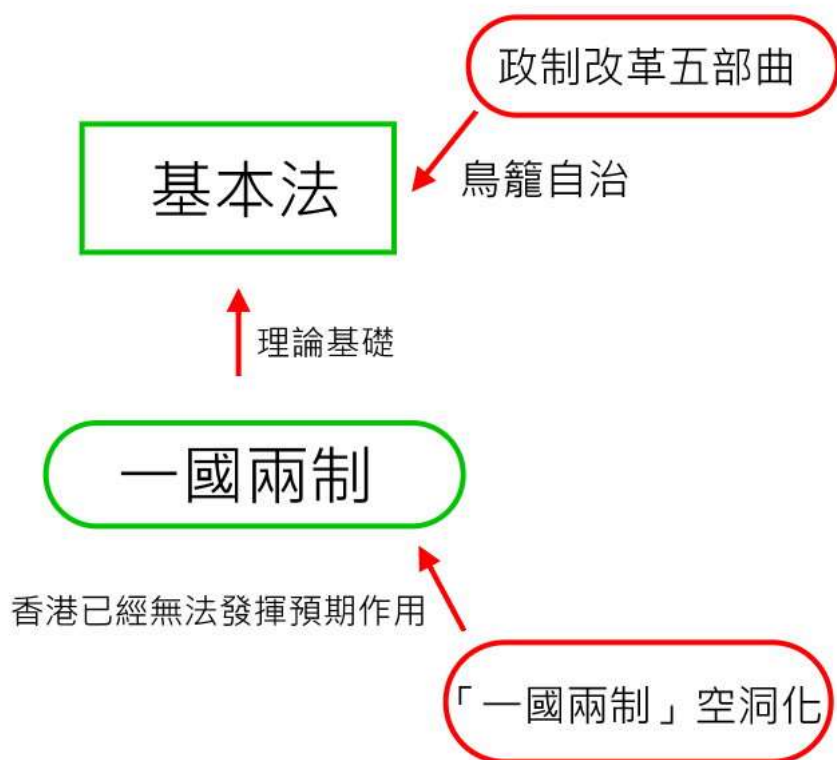 政制改革五部曲
基本法
鳥籠自治
理論基礎
一國兩制
香港已經無法發揮預期作用
「一國兩制」空洞化